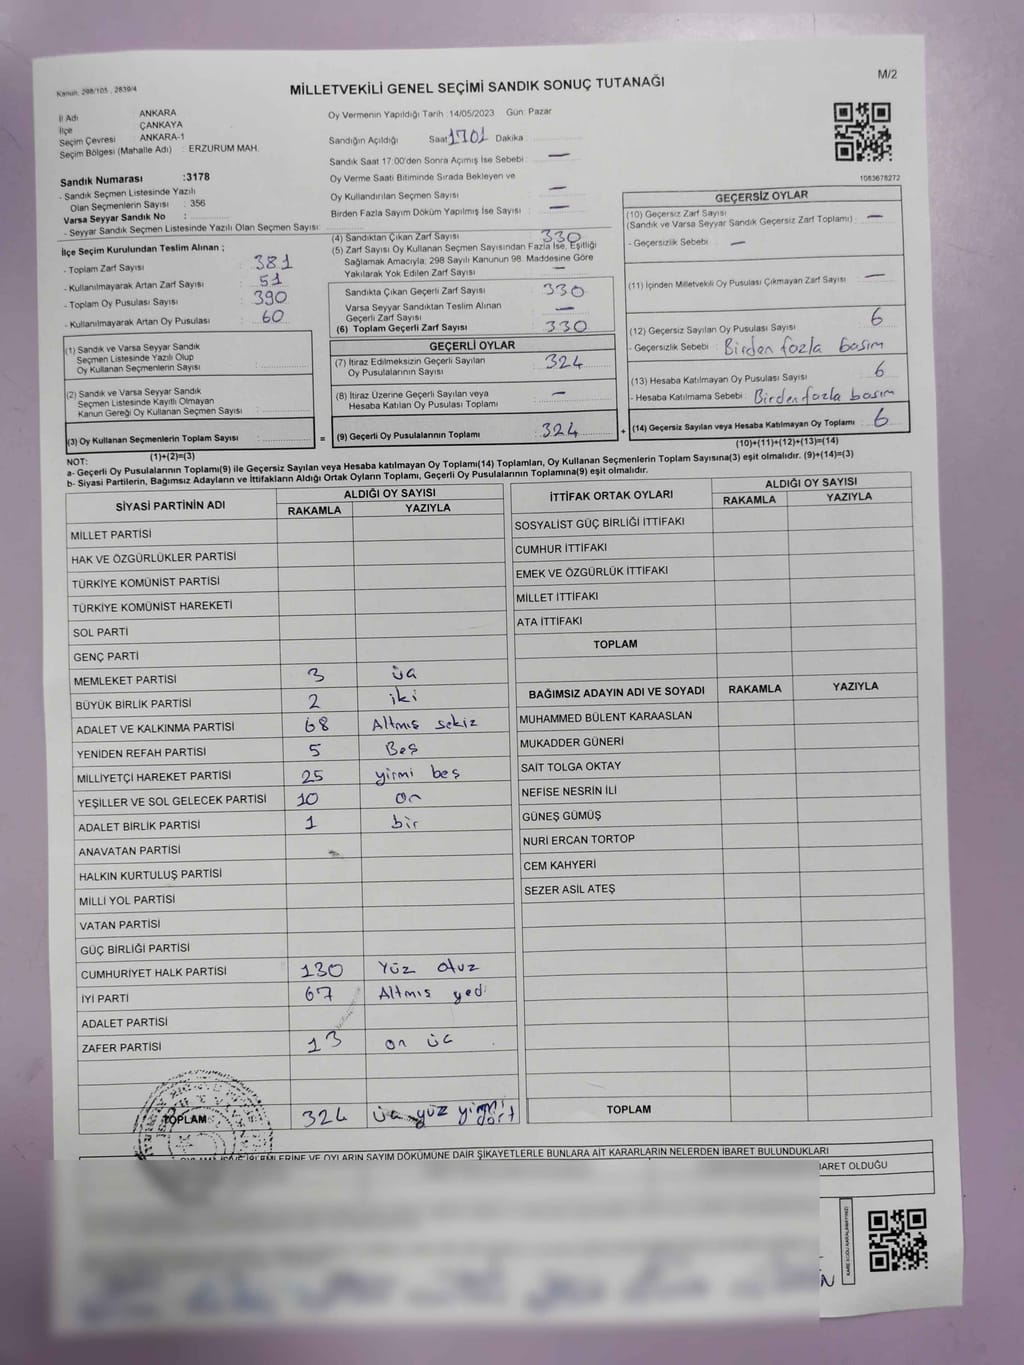 Kanun. 298/105 , 2839/4
MİLLETVEKİLİ GENEL SEÇİMİ SANDIK SONUÇ TUTANAĞI
M/2
İl Adı ANKARA
İlçe ÇANKAYA
Seçim Çevresi : ANKARA-1
Seçim Bölgesi (Mahalle Adı) : ERZURUM MAH.
Oy Vermenin Yapıldığı Tarih :14/05/2023 Gün: Pazar
Sandığın Açıldığı Saat 1701 Dakika :
Sandık Saat 17:00'den Sonra Açımış İse Sebebi : —
Oy Verme Saati Bitiminde Sırada Bekleyen ve
Oy Kullandırılan Seçmen Sayısı : —
Birden Fazla Sayım Döküm Yapılmış İse Sayısı : —
1083678272
Sandık Numarası :3178
- Sandık Seçmen Listesinde Yazılı
Olan Seçmenlerin Sayısı : 356
Varsa Seyyar Sandık No :
- Seyyar Sandık Seçmen Listesinde Yazılı Olan Seçmen Sayısı :
İlçe Seçim Kurulundan Teslim Alınan ;
- Toplam Zarf Sayısı : 381
- Kullanılmayarak Artan Zarf Sayısı : 51
- Toplam Oy Pusulası Sayısı : 390
- Kullanılmayarak Artan Oy Pusulası : 60
(1) Sandık ve Varsa Seyyar Sandık
Seçmen Listesinde Yazılı Olup
Oy Kullanan Seçmenlerin Sayısı :
(2) Sandık ve Varsa Seyyar Sandık
Seçmen Listesinde Kayıtlı Olmayan
Kanun Gereği Oy Kullanan Seçmen Sayısı :
(3) Oy Kullanan Seçmenlerin Toplam Sayısı :
(1)+(2)=(3)
=
(4) Sandıktan Çıkan Zarf Sayısı : 330
(5) Zarf Sayısı Oy Kullanan Seçmen Sayısından Fazla İse, Eşitliği
Sağlamak Amacıyla, 298 Sayılı Kanunun 98. Maddesine Göre
Yakılarak Yok Edilen Zarf Sayısı : —
Sandıkta Çıkan Geçerli Zarf Sayısı : 330
Varsa Seyyar Sandıktan Teslim Alınan
Geçerli Zarf Sayısı : —
(6) Toplam Geçerli Zarf Sayısı : 330
GEÇERLİ OYLAR
(7) İtiraz Edilmeksizin Geçerli Sayılan
Oy Pusulalarının Sayısı : 324
(8) İtiraz Üzerine Geçerli Sayılan veya
Hesaba Katılan Oy Pusulası Toplamı : —
(9) Geçerli Oy Pusulalarının Toplamı : 324
+
GEÇERSİZ OYLAR
(10) Geçersiz Zarf Sayısı
(Sandık ve Varsa Seyyar Sandık Geçersiz Zarf Toplamı) : —
- Geçersizlik Sebebi : —
(11) İçinden Milletvekili Oy Pusulası Çıkmayan Zarf Sayısı : —
(12) Geçersiz Sayılan Oy Pusulası Sayısı : 6
- Geçersizlik Sebebi : Birden fazla basım
(13) Hesaba Katılmayan Oy Pusulası Sayısı : 6
- Hesaba Katılmama Sebebi : Birden fazla basım
(14) Geçersiz Sayılan veya Hesaba Katılmayan Oy Toplamı : 6
(10)+(11)+(12)+(13)=(14)
NOT:
a- Geçerli Oy Pusulalarının Toplamı(9) ile Geçersiz Sayılan veya Hesaba katılmayan Oy Toplamı(14) Toplamları, Oy Kullanan Seçmenlerin Toplam Sayısına(3) eşit olmalıdır. (9)+(14)=(3)
b- Siyasi Partilerin, Bağımsız Adayların ve İttifakların Aldığı Ortak Oyların Toplamı, Geçerli Oy Pusulalarının Toplamına(9) eşit olmalıdır.
SİYASİ PARTİNİN ADI ALDIĞI OY SAYISI
RAKAMLA YAZIYLA
MİLLET PARTİSİ
HAK VE ÖZGÜRLÜKLER PARTİSİ
TÜRKİYE KOMÜNİST PARTİSİ
TÜRKİYE KOMÜNİST HAREKETİ
SOL PARTİ
GENÇ PARTİ
MEMLEKET PARTİSİ 3 üç
BÜYÜK BİRLİK PARTİSİ 2 iki
ADALET VE KALKINMA PARTİSİ 68 Altmış sekiz
YENİDEN REFAH PARTİSİ 5 Beş
MİLLİYETÇİ HAREKET PARTİSİ 25 yirmi beş
YEŞİLLER VE SOL GELECEK PARTİSİ 10 on
ADALET BİRLİK PARTİSİ 1 bir
ANAVATAN PARTİSİ
HALKIN KURTULUŞ PARTİSİ
MİLLİ YOL PARTİSİ
VATAN PARTİSİ
GÜÇ BİRLİĞİ PARTİSİ
CUMHURİYET HALK PARTİSİ 130 Yüz otuz
İYİ PARTİ 67 Altmış yedi
ADALET PARTİSİ
ZAFER PARTİSİ 13 on üç
TOPLAM 324 üç yüz yirmi dört
İTTİFAK ORTAK OYLARI ALDIĞI OY SAYISI
RAKAMLA YAZIYLA
SOSYALİST GÜÇ BİRLİĞİ İTTİFAKI
CUMHUR İTTİFAKI
EMEK VE ÖZGÜRLÜK İTTİFAKI
MİLLET İTTİFAKI
ATA İTTİFAKI
TOPLAM
BAĞIMSIZ ADAYIN ADI VE SOYADI RAKAMLA YAZIYLA
MUHAMMED BÜLENT KARAASLAN
MUKADDER GÜNERİ
SAİT TOLGA OKTAY
NEFİSE NESRİN İLİ
GÜNEŞ GÜMÜŞ
NURİ ERCAN TORTOP
CEM KAHYERİ
SEZER ASİL ATEŞ
TOPLAM
İŞLEMLERİNE VE OYLARIN SAYIM DÖKÜMÜNE DAİR ŞİKAYETLERLE BUNLARA AİT KARARLARIN NELERDEN İBARET BULUNDUKLARI
İBARET OLDUĞU
KARE KODU KARALAMAYINIZ!